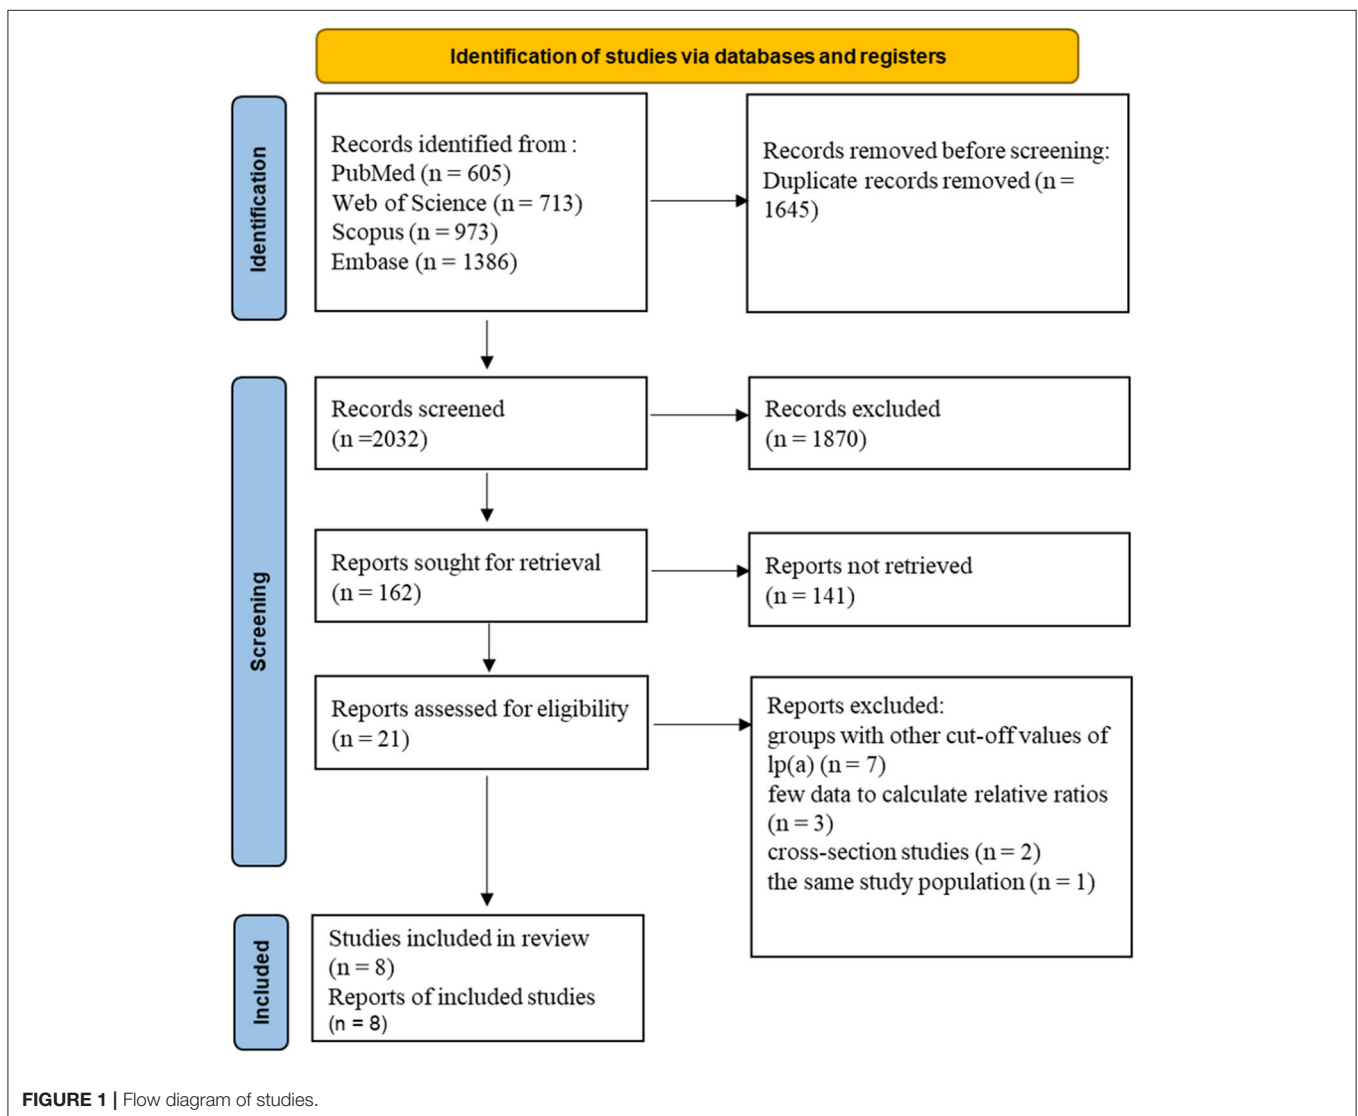 Identification of studies via databases and registers
Identification
Records identified from :
PubMed (n = 605)
Web of Science (n = 713)
Scopus (n = 973)
Embase (n = 1386)
Records removed before screening:
Duplicate records removed (n =
1645)
Screening
Records screened
(n =2032)
Records excluded
(n = 1870)
Reports sought for retrieval
(n = 162)
Reports not retrieved
(n = 141)
Reports assessed for eligibility
(n = 21)
Reports excluded:
groups with other cut-off values of
lp(a) (n = 7)
few data to calculate relative ratios
(n = 3)
cross-section studies (n = 2)
the same study population (n = 1)
Included
Studies included in review
(n = 8)
Reports of included studies
(n = 8)
FIGURE 1 | Flow diagram of studies.